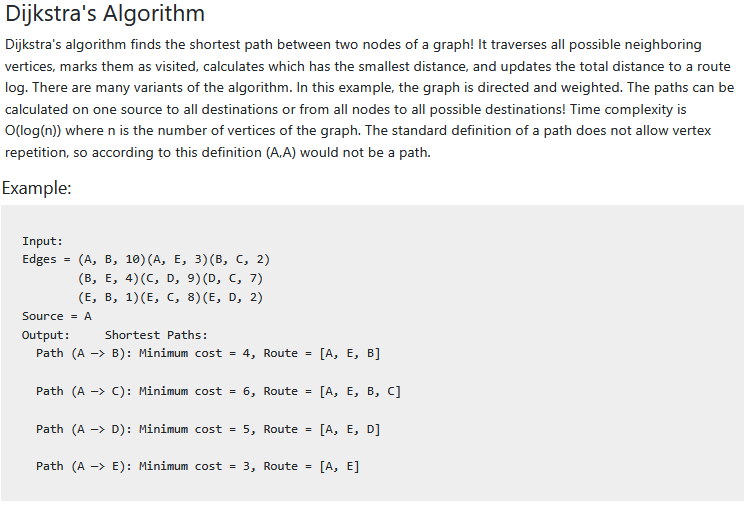 Dijkstra's Algorithm
Dijkstra's algorithm finds the shortest path between two nodes of a graph! It traverses all possible neighboring
vertices, marks them as visited, calculates which has the smallest distance, and updates the total distance to a route
log. There are many variants of the algorithm. In this example, the graph is directed and weighted. The paths can be
calculated on one source to all destinations or from all nodes to all possible destinations! Time complexity is
O(log(n)) where n is the number of vertices of the graph. The standard definition of a path does not allow vertex
repetition, so according to this definition (A,A) would not be a path.
Example:
Input:
Edges = (A, B, 10)(A, E, 3)(B, C, 2)
(B, E, 4)(C, D, 9)(D, C, 7)
(E, B, 1)(E, C, 8)(E, D, 2)
Source = A
Output: Shortest Paths:
Path (A —> B): Minimum cost = 4, Route = [A, E, B]
Path (A —> C): Minimum cost = 6, Route = [A, E, B, C]
Path (A —> D): Minimum cost = 5, Route = [A, E, D]
Path (A —> E): Minimum cost = 3, Route = [A, E]